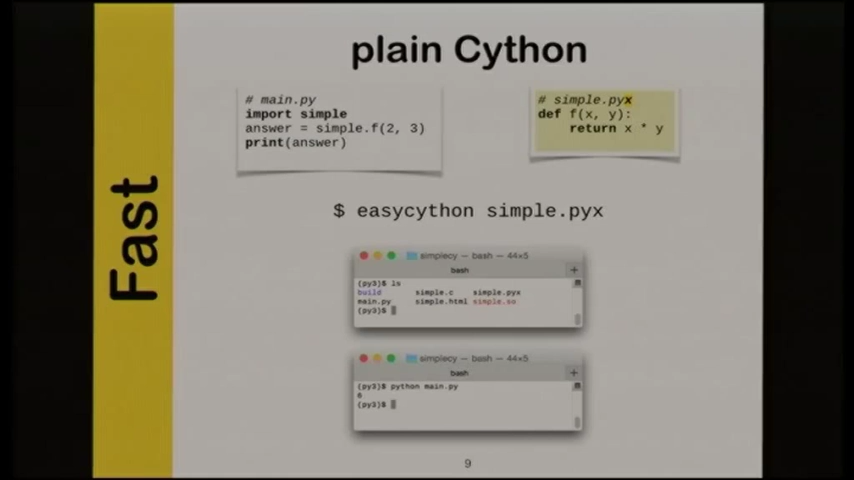 plain Cython
# main.py
import simple
answer = simple.f(2, 3)
print(answer)
# simple.pyx
def f(x, y):
return x * y
Fast
$ easycython simple.pyx
simplecy — bash — 44×5
bash
(py3)$ ls
build simple.c simple.pyx
main.py simple.html simple.so
(py3)$
simplecy — bash — 44×5
bash
(py3)$ python main.py
6
(py3)$
9